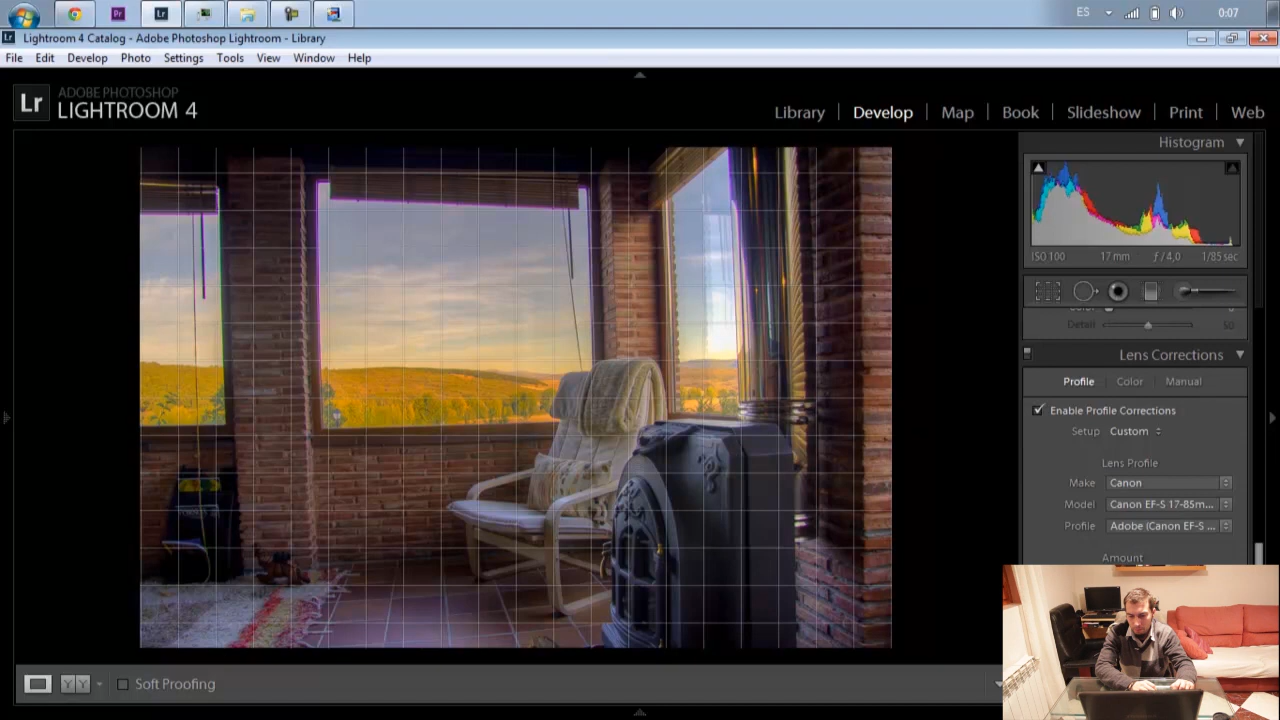 ES 0:07
Lightroom 4 Catalog - Adobe Photoshop Lightroom - Library
File Edit Develop Photo Settings Tools View Window Help
Lr ADOBE PHOTOSHOP
LIGHTROOM 4
Library Develop Map Book Slideshow Print Web
Histogram
ISO 100 17 mm ƒ / 4,0 1/85 sec
Detail 50
Lens Corrections
Profile Color Manual
Enable Profile Corrections
Setup Custom
Lens Profile
Make Canon
Model Canon EF-S 17-85m...
Profile Adobe (Canon EF-S ...
Amount
Y Y Soft Proofing